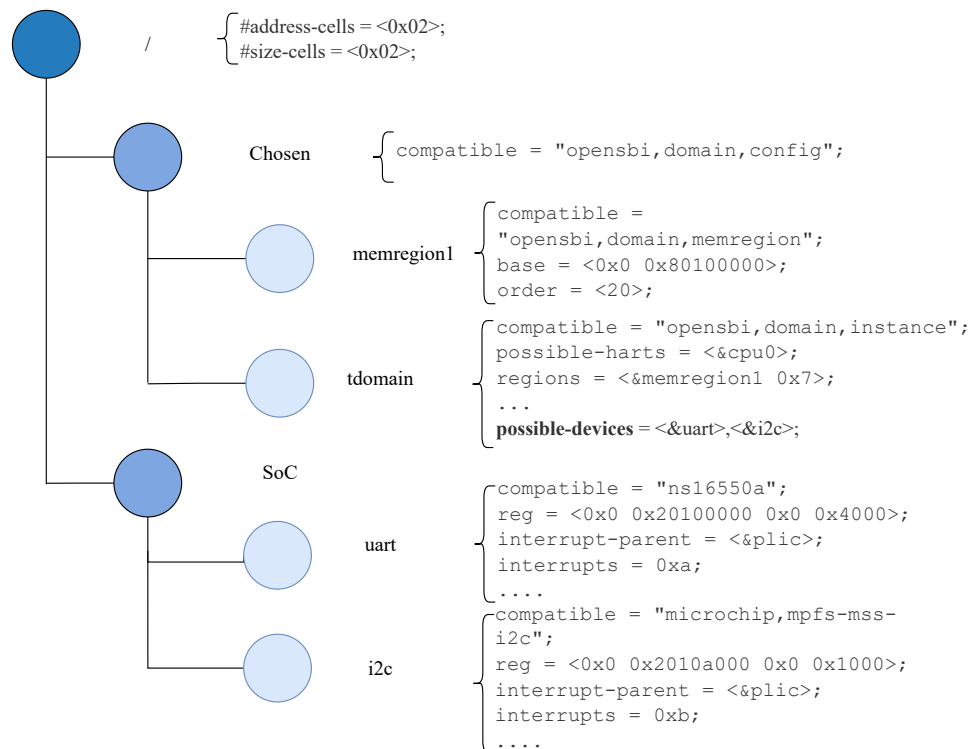 /
#address-cells = <0x02>;
#size-cells = <0x02>;
Chosen
compatible = "opensbi,domain,config";
memregion1
compatible =
"opensbi,domain,memregion";
base = <0x0 0x80100000>;
order = <20>;
tdomain
compatible = "opensbi,domain,instance";
possible-harts = <&cpu0>;
regions = <&memregion1 0x7>;
...
possible-devices = <&uart>,<&i2c>;
SoC
uart
compatible = "ns16550a";
reg = <0x0 0x20100000 0x0 0x4000>;
interrupt-parent = <&plic>;
interrupts = 0xa;
....
i2c
compatible = "microchip,mpfs-mss-
i2c";
reg = <0x0 0x2010a000 0x0 0x1000>;
interrupt-parent = <&plic>;
interrupts = 0xb;
....